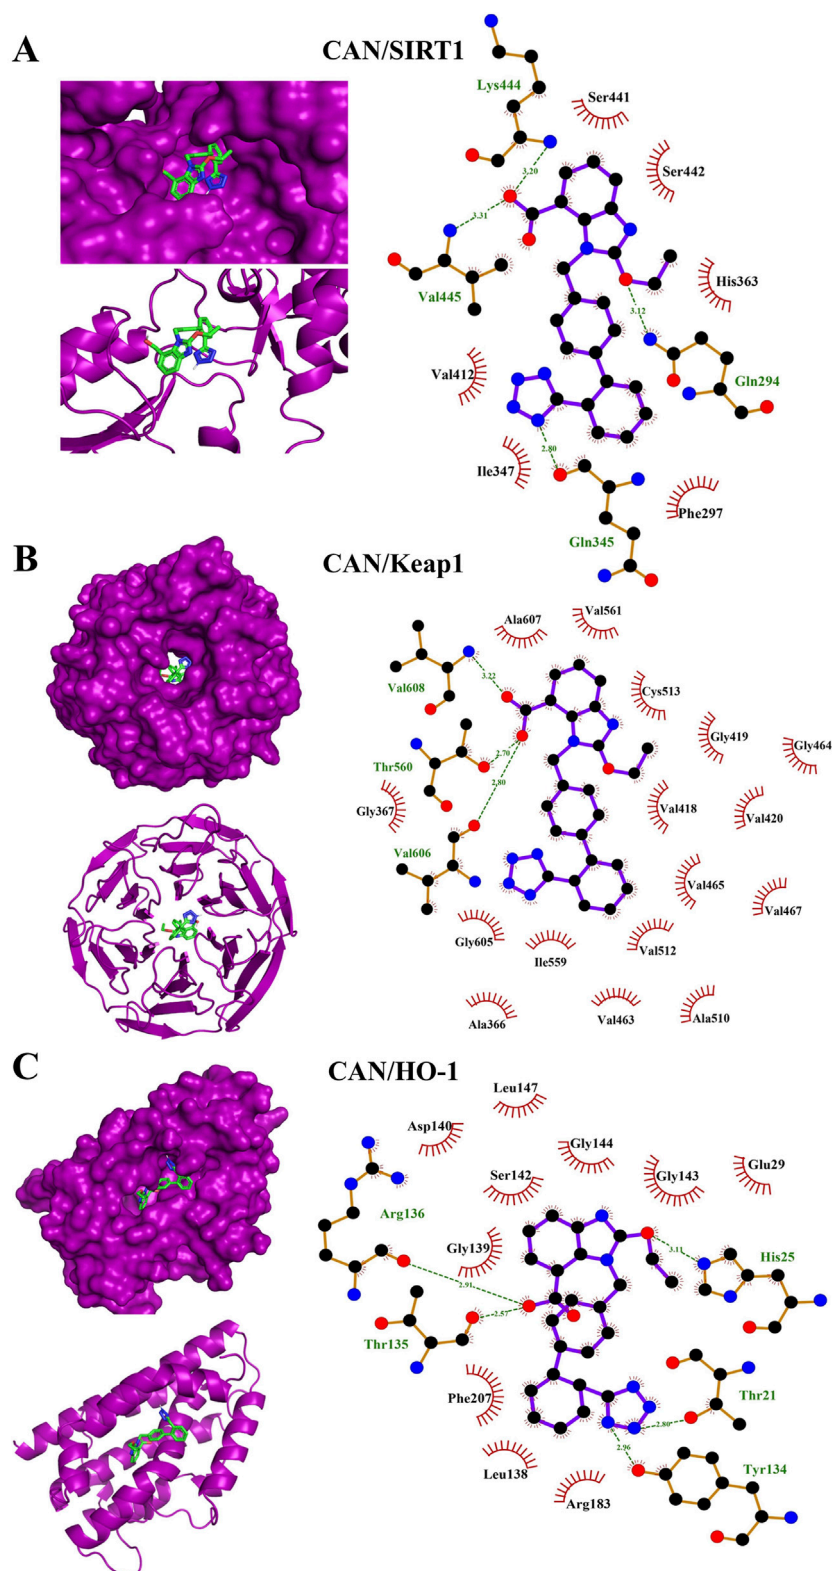 A
CAN/SIRT1
Lys444
Ser441
Ser442
3.20
3.31
Val445
His363
3.12
Val412
Gln294
2.80
Ile347
Phe297
Gln345
B
CAN/Keap1
Ala607
Val561
Val608
3.22
Cys513
Gly419
Gly464
Thr560
2.70
2.80
Gly367
Val418
Val420
Val606
Val465
Val467
Gly605
Ile559
Val512
Ala366
Val463
Ala510
C
CAN/HO-1
Leu147
Asp140
Gly144
Glu29
Ser142
Gly143
Arg136
Gly139
3.11
His25
2.91
2.57
Thr135
Phe207
Thr21
2.80
2.96
Leu138
Tyr134
Arg183